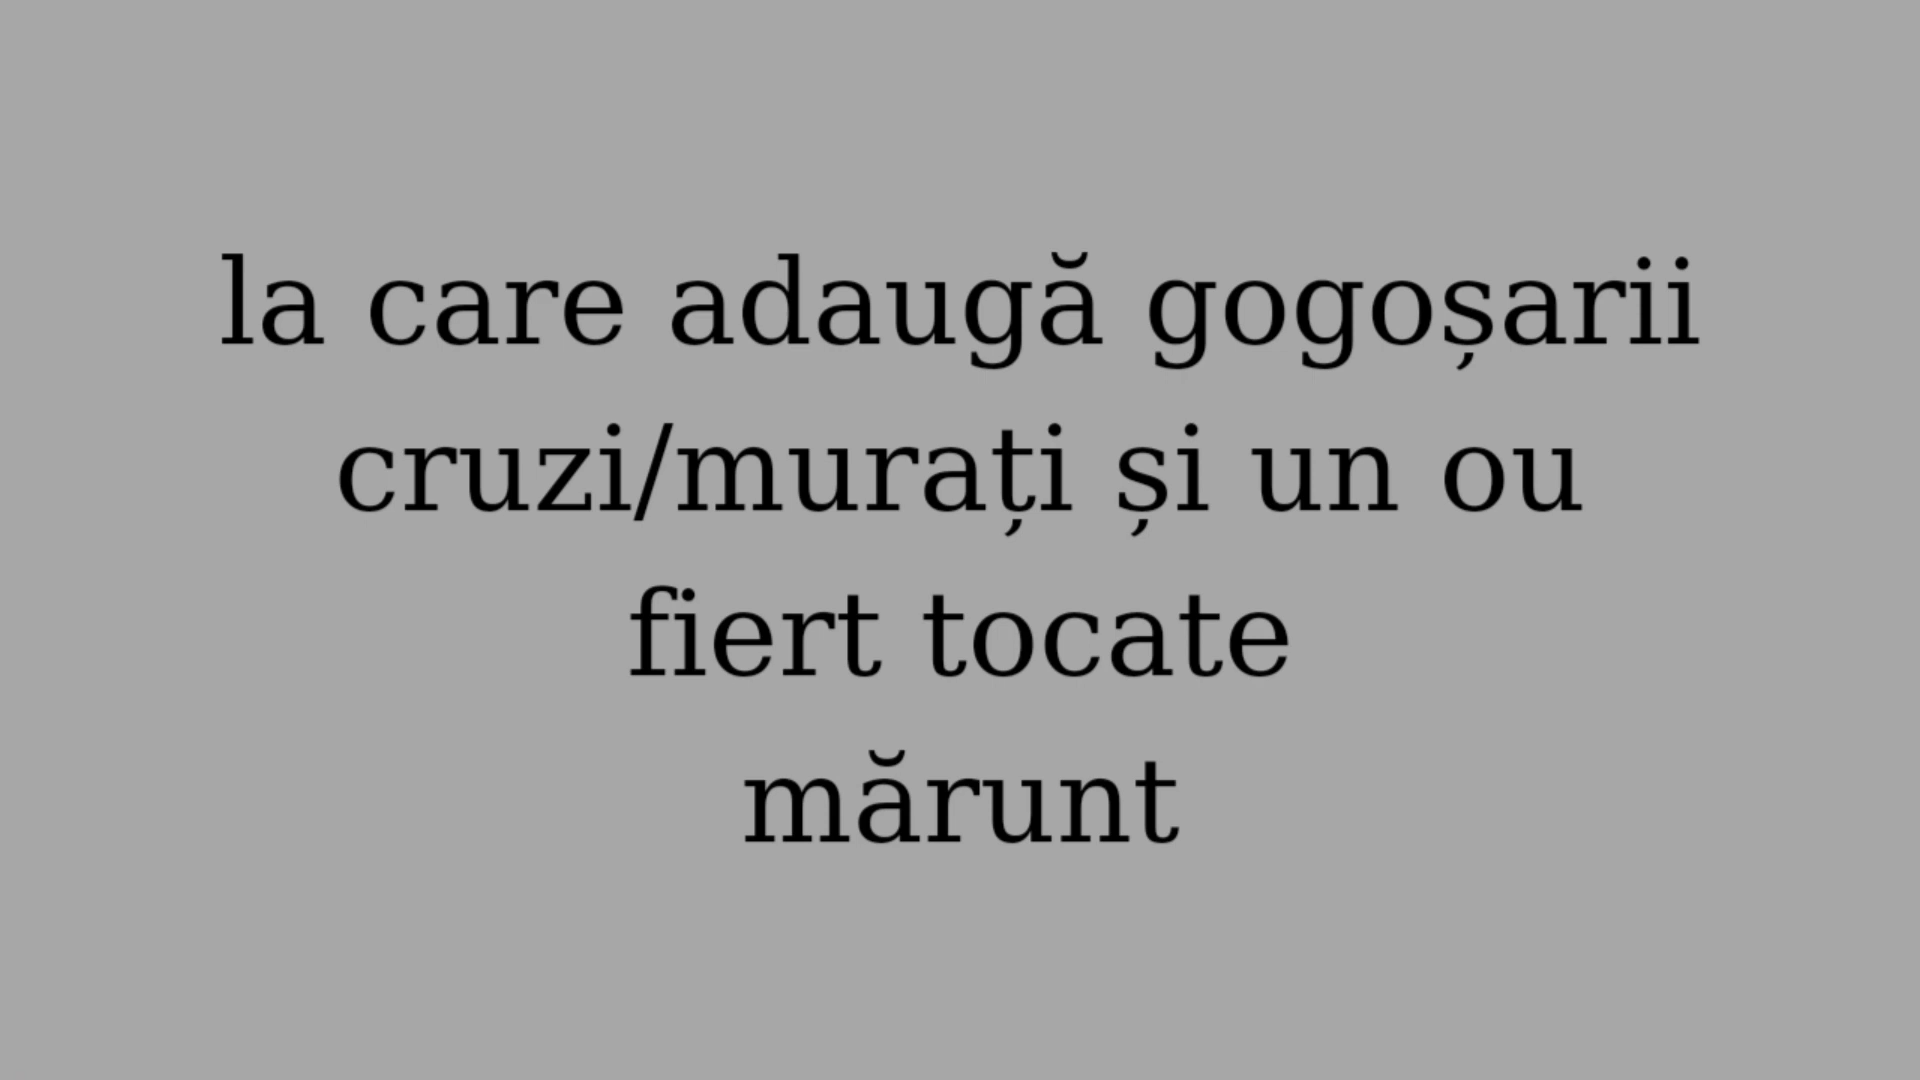 la care adaugă gogoșarii
cruzi/murați și un ou
fiert tocate
mărunt